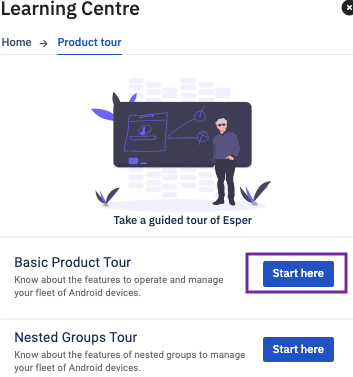 Learning Centre
Home → Product tour
Take a guided tour of Esper
Basic Product Tour
Know about the features to operate and manage
your fleet of Android devices.
Start here
Nested Groups Tour
Know about the features of nested groups to manage
your fleet of Android devices.
Start here